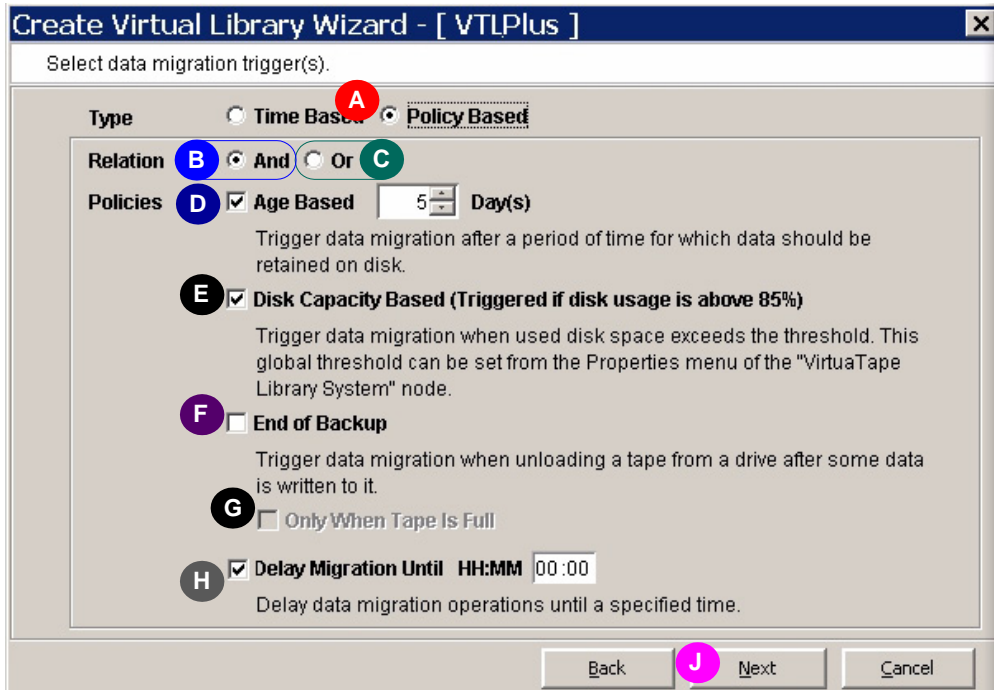 Create Virtual Library Wizard - [ VTLPlus ]
Select data migration trigger(s).
Type Time Based A Policy Based
Relation B And Or C
Policies D Age Based 5 Day(s)
Trigger data migration after a period of time for which data should be
retained on disk.
E Disk Capacity Based (Triggered if disk usage is above 85%)
Trigger data migration when used disk space exceeds the threshold. This
global threshold can be set from the Properties menu of the "VirtuaTape
Library System" node.
F End of Backup
Trigger data migration when unloading a tape from a drive after some data
is written to it.
G Only When Tape Is Full
H Delay Migration Until HH:MM 00:00
Delay data migration operations until a specified time.
Back J Next Cancel